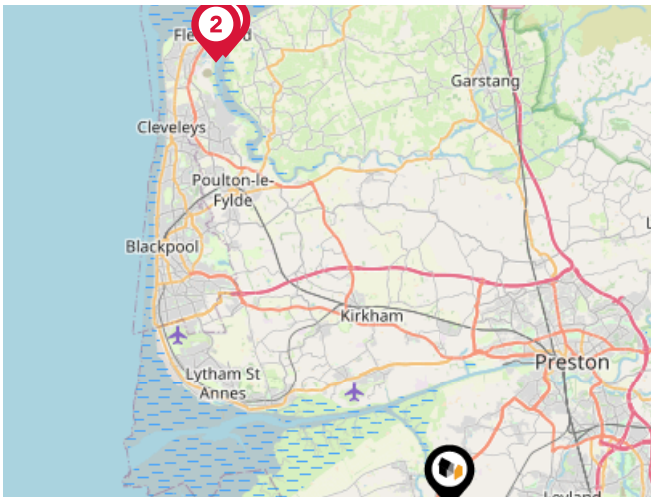 2
Garstang
Cleveleys
Poulton-le-
Fylde
Blackpool
Kirkham
Preston
Lytham St
Annes